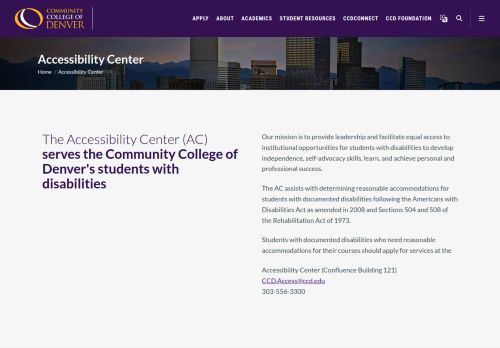 COMMUNITY
COLLEGE OF
DENVER
APPLY
ABOUT
ACADEMICS
STUDENT RESOURCES
CCDCONNECT
CCD FOUNDATION
Accessibility Center
Home / Accessibility Center
The Accessibility Center (AC)
serves the Community College of
Denver's students with
disabilities
Our mission is to provide leadership and facilitate equal access to
institutional opportunities for students with disabilities to develop
independence, self-advocacy skills, learn, and achieve personal and
professional success.
The AC assists with determining reasonable accommodations for
students with documented disabilities following the Americans with
Disabilities Act as amended in 2008 and Sections 504 and 508 of
the Rehabilitation Act of 1973.
Students with documented disabilities who need reasonable
accommodations for their courses should apply for services at the
Accessibility Center (Confluence Building 121)
CCD.Access@ccd.edu
303-556-3300